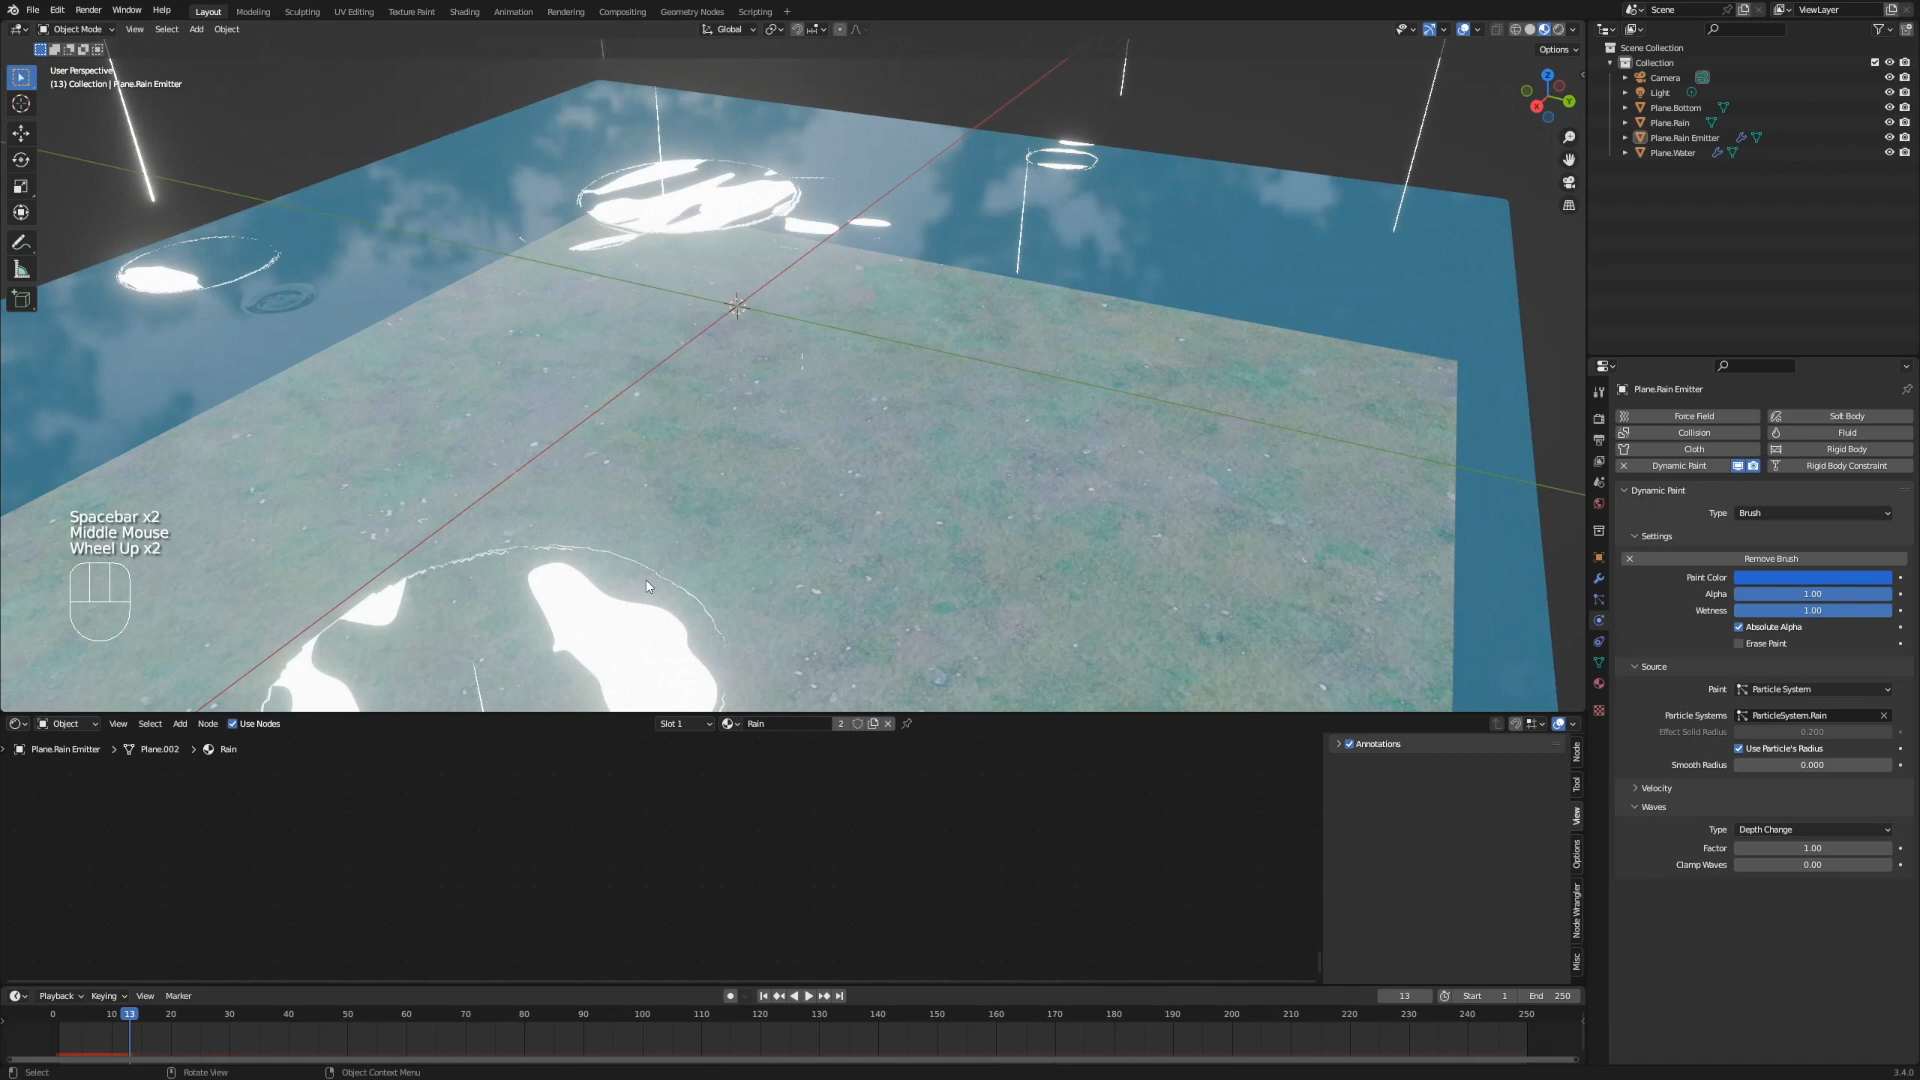 File Edit Render Window Help Layout Modeling Sculpting UV Editing Texture Paint Shading Animation Rendering Compositing Geometry Nodes Scripting +
Scene ViewLayer
Object Mode View Select Add Object Global
Options
User Perspective
(13) Collection | Plane.Rain Emitter
Z
Y
X
Spacebar x2
Middle Mouse
Wheel Up x2
Scene Collection
Collection
Camera
Light
Plane.Bottom
Plane.Rain
Plane.Rain Emitter
Plane.Water
Plane.Rain Emitter
Force Field Soft Body
Collision Fluid
Cloth Rigid Body
Dynamic Paint Rigid Body Constraint
Dynamic Paint
Type Brush
Settings
Remove Brush
Paint Color
Alpha 1.00
Wetness 1.00
Absolute Alpha
Erase Paint
Source
Paint Particle System
Particle Systems ParticleSystem.Rain
Effect Solid Radius 0.200
Use Particle's Radius
Smooth Radius 0.000
Velocity
Waves
Type Depth Change
Factor 1.00
Clamp Waves 0.00
Object View Select Add Node Use Nodes Slot 1 Rain 2
Plane.Rain Emitter > Plane.002 > Rain
Annotations
Node
Tool
View
Options
Node Wrangler
Misc
Playback Keying View Marker 13 Start 1 End 250
0 10 13 20 30 40 50 60 70 80 90 100 110 120 130 140 150 160 170 180 190 200 210 220 230 240 250
Select Rotate View Object Context Menu 3.4.0